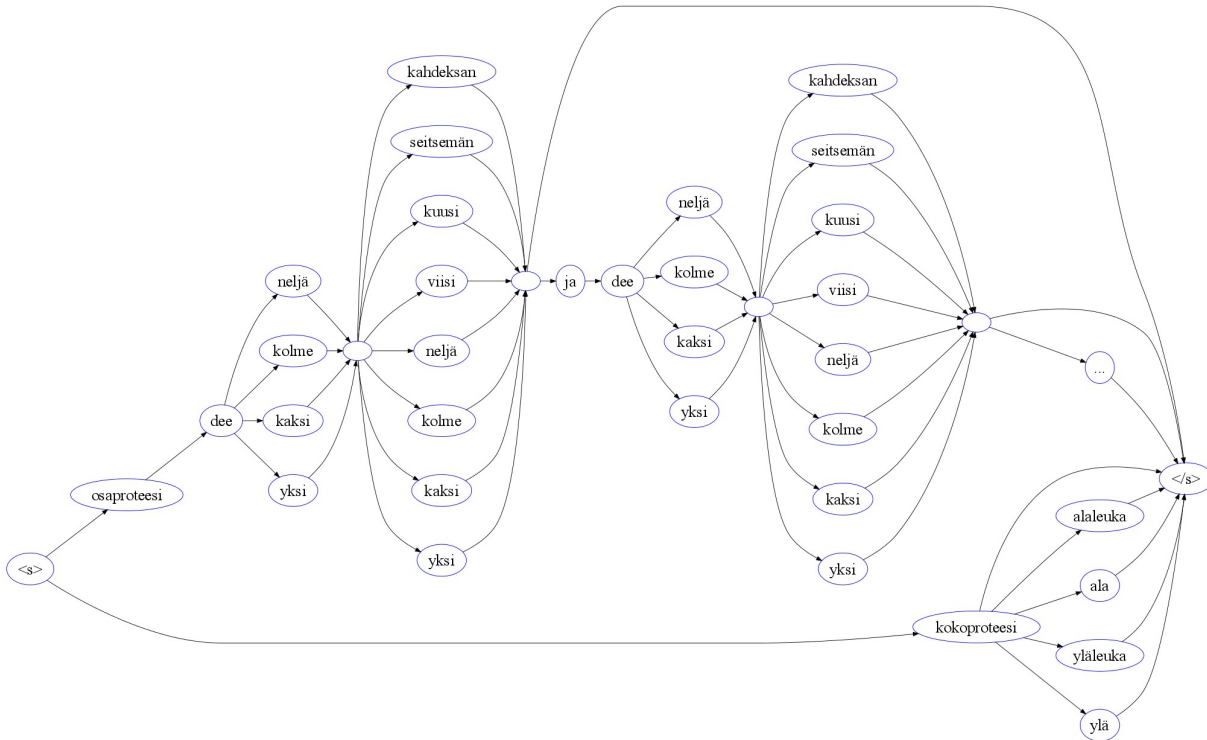 <s>
osaproteesi
dee
neljä
kolme
kaksi
yksi
kahdeksan
seitsemän
kuusi
viisi
neljä
kolme
kaksi
yksi
ja
dee
neljä
kolme
kaksi
yksi
kahdeksan
seitsemän
kuusi
viisi
neljä
kolme
kaksi
yksi
...
kokoproteesi
alaleuka
ala
yläleuka
ylä
</s>